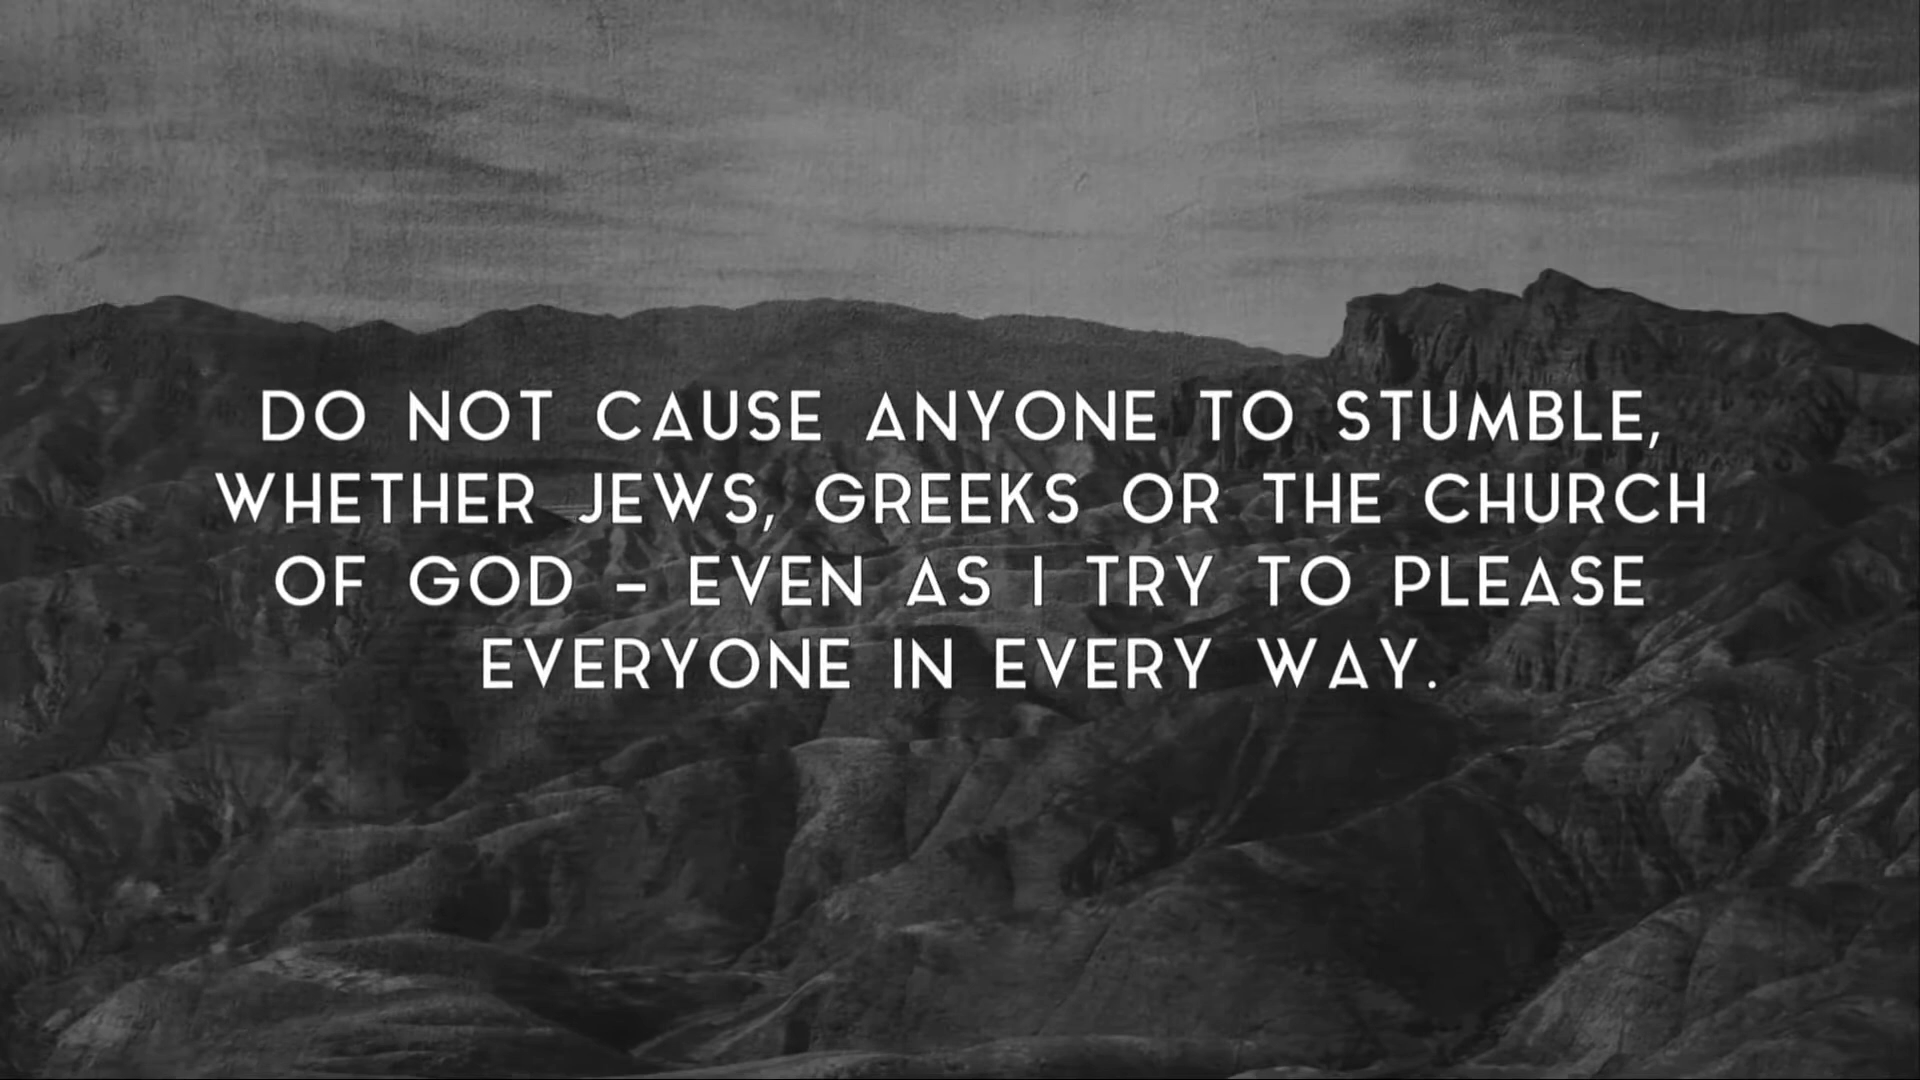 DO NOT CAUSE ANYONE TO STUMBLE,
WHETHER JEWS, GREEKS OR THE CHURCH
OF GOD – EVEN AS I TRY TO PLEASE
EVERYONE IN EVERY WAY.